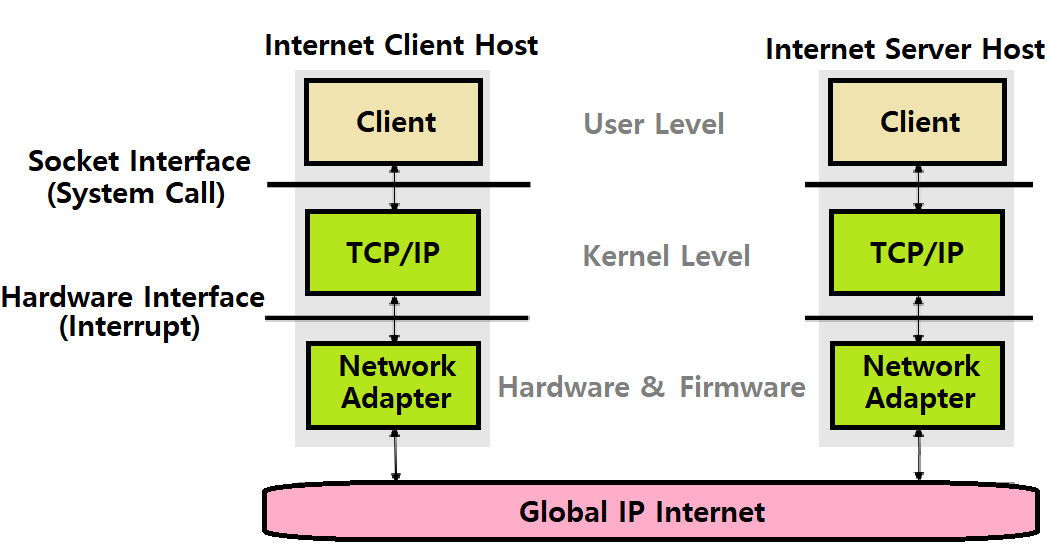 Internet Client Host
Internet Server Host
Client
User Level
Client
Socket Interface
(System Call)
TCP/IP
Kernel Level
TCP/IP
Hardware Interface
(Interrupt)
Network
Adapter
Hardware & Firmware
Network
Adapter
Global IP Internet